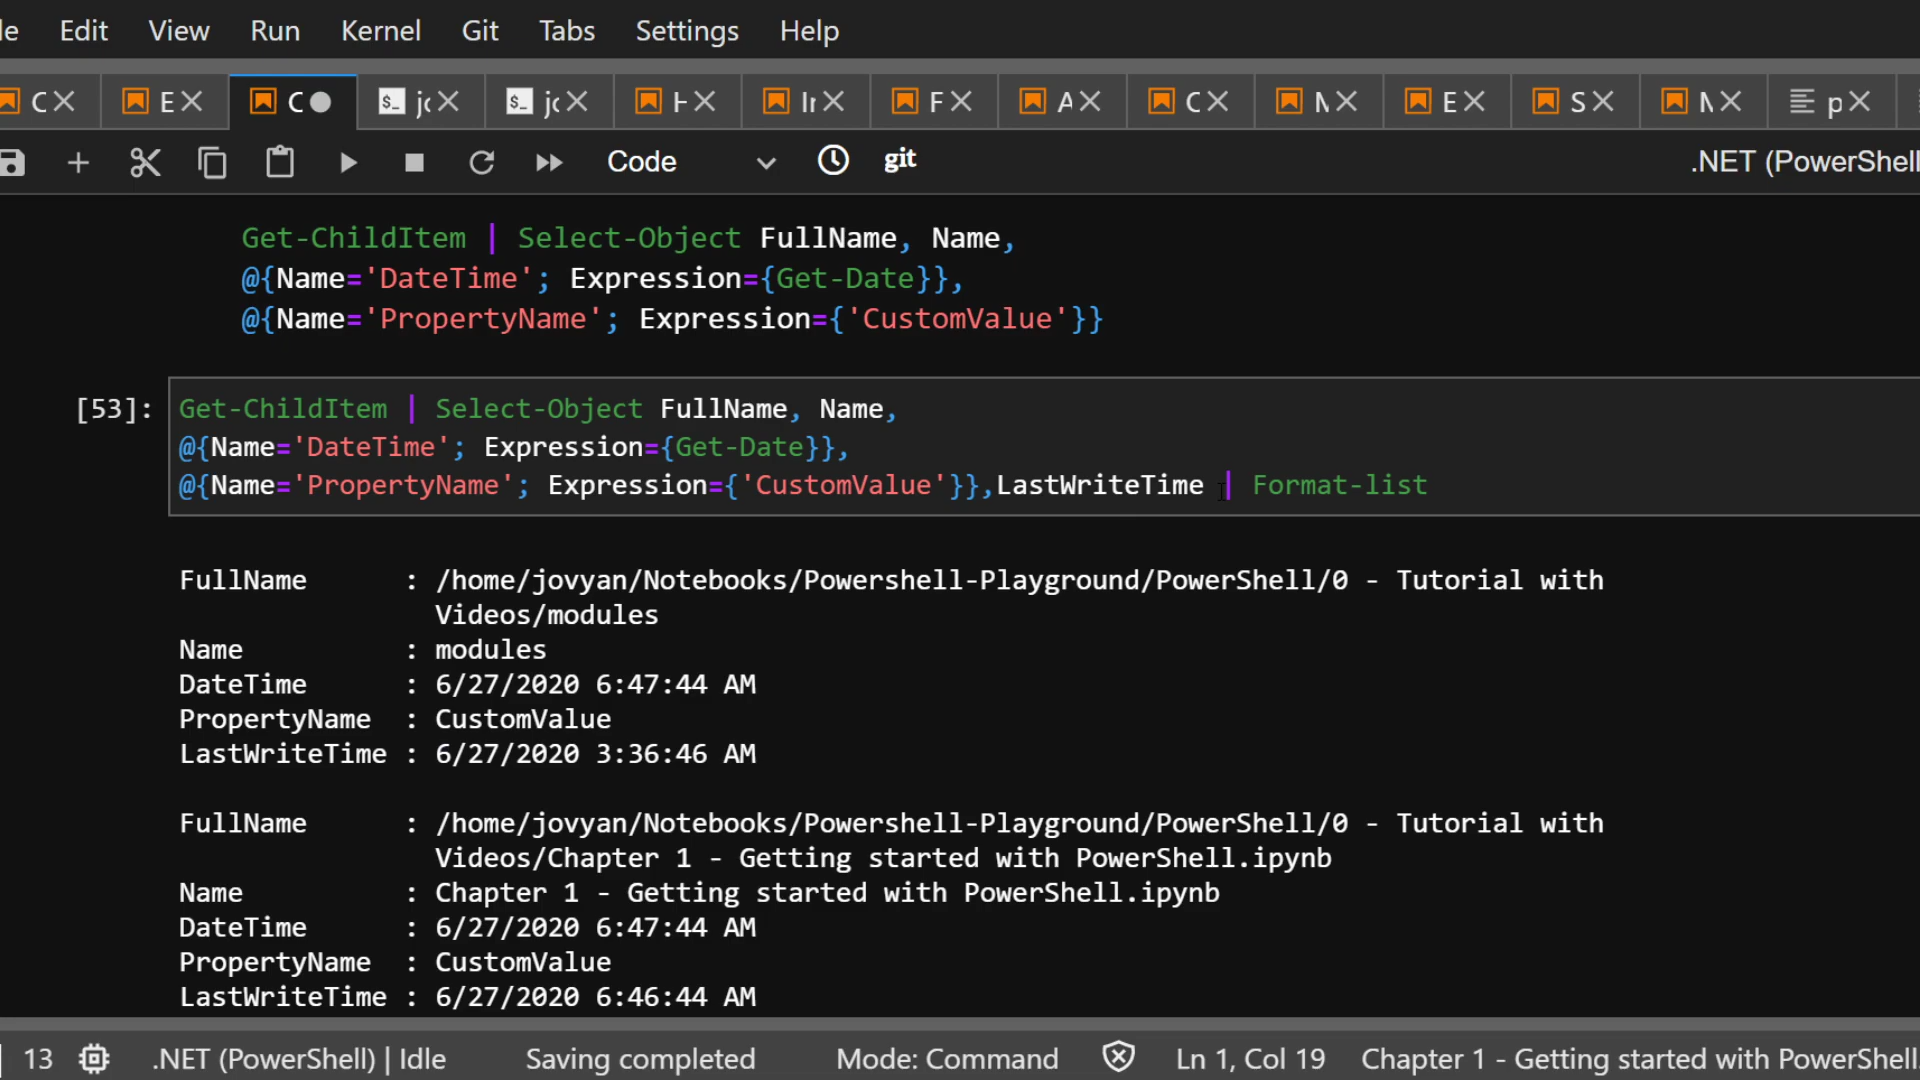 le Edit View Run Kernel Git Tabs Settings Help
C E C jc jc H Ir F A C N E S N p
Code git .NET (PowerShell
Get-ChildItem | Select-Object FullName, Name,
@{Name='DateTime'; Expression={Get-Date}},
@{Name='PropertyName'; Expression={'CustomValue'}}
[53]: Get-ChildItem | Select-Object FullName, Name,
@{Name='DateTime'; Expression={Get-Date}},
@{Name='PropertyName'; Expression={'CustomValue'}},LastWriteTime | Format-list
FullName : /home/jovyan/Notebooks/Powershell-Playground/PowerShell/0 - Tutorial with
Videos/modules
Name : modules
DateTime : 6/27/2020 6:47:44 AM
PropertyName : CustomValue
LastWriteTime : 6/27/2020 3:36:46 AM
FullName : /home/jovyan/Notebooks/Powershell-Playground/PowerShell/0 - Tutorial with
Videos/Chapter 1 - Getting started with PowerShell.ipynb
Name : Chapter 1 - Getting started with PowerShell.ipynb
DateTime : 6/27/2020 6:47:44 AM
PropertyName : CustomValue
LastWriteTime : 6/27/2020 6:46:44 AM
13 .NET (PowerShell) | Idle Saving completed Mode: Command Ln 1, Col 19 Chapter 1 - Getting started with PowerShell.